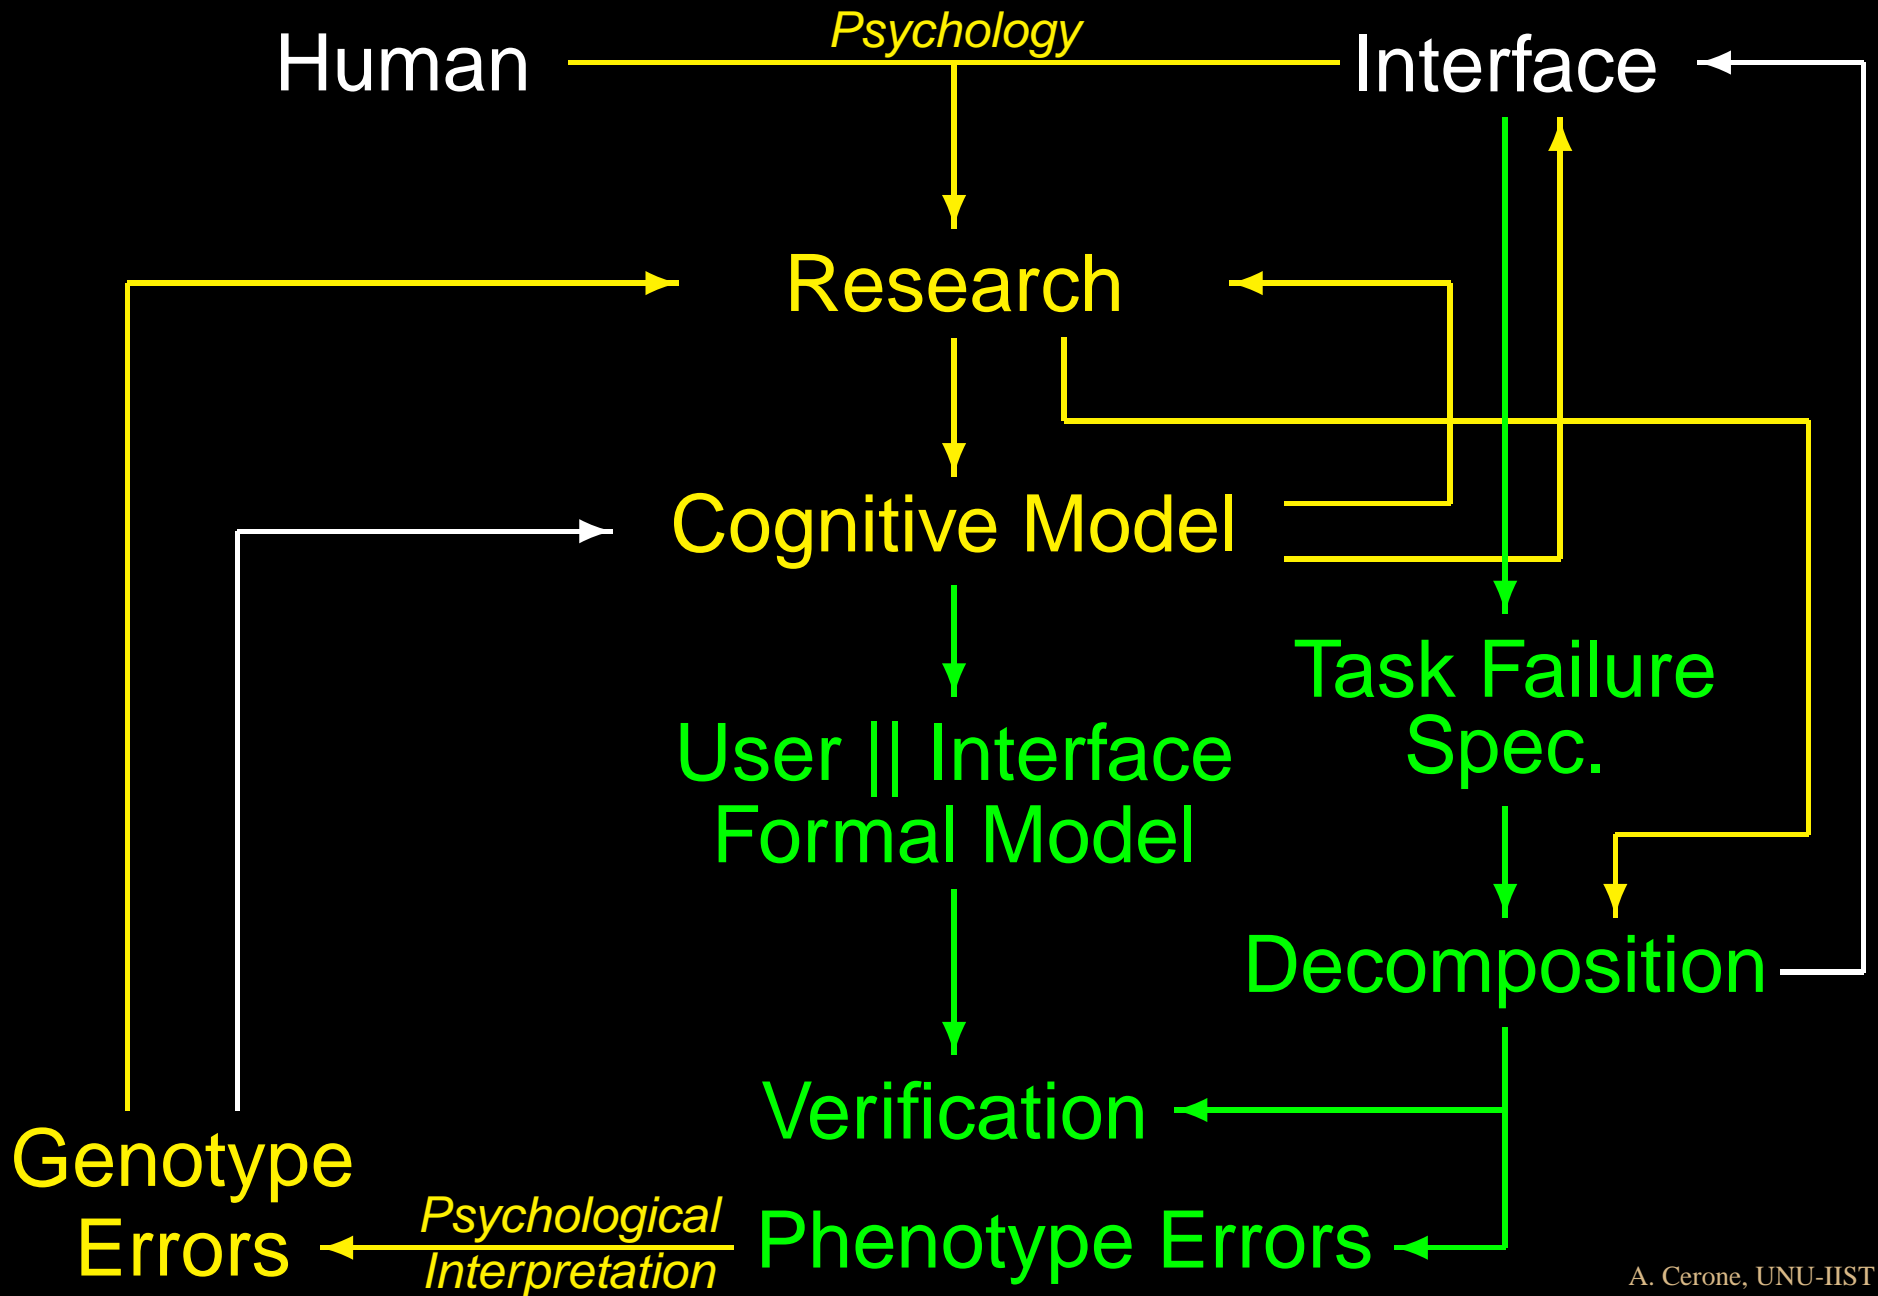 Psychology
Human
Interface
Research
Cognitive Model
Task Failure
Spec.
User || Interface
Formal Model
Decomposition
Verification
Genotype
Errors
Psychological
Interpretation
Phenotype Errors
A. Cerone, UNU-IIST